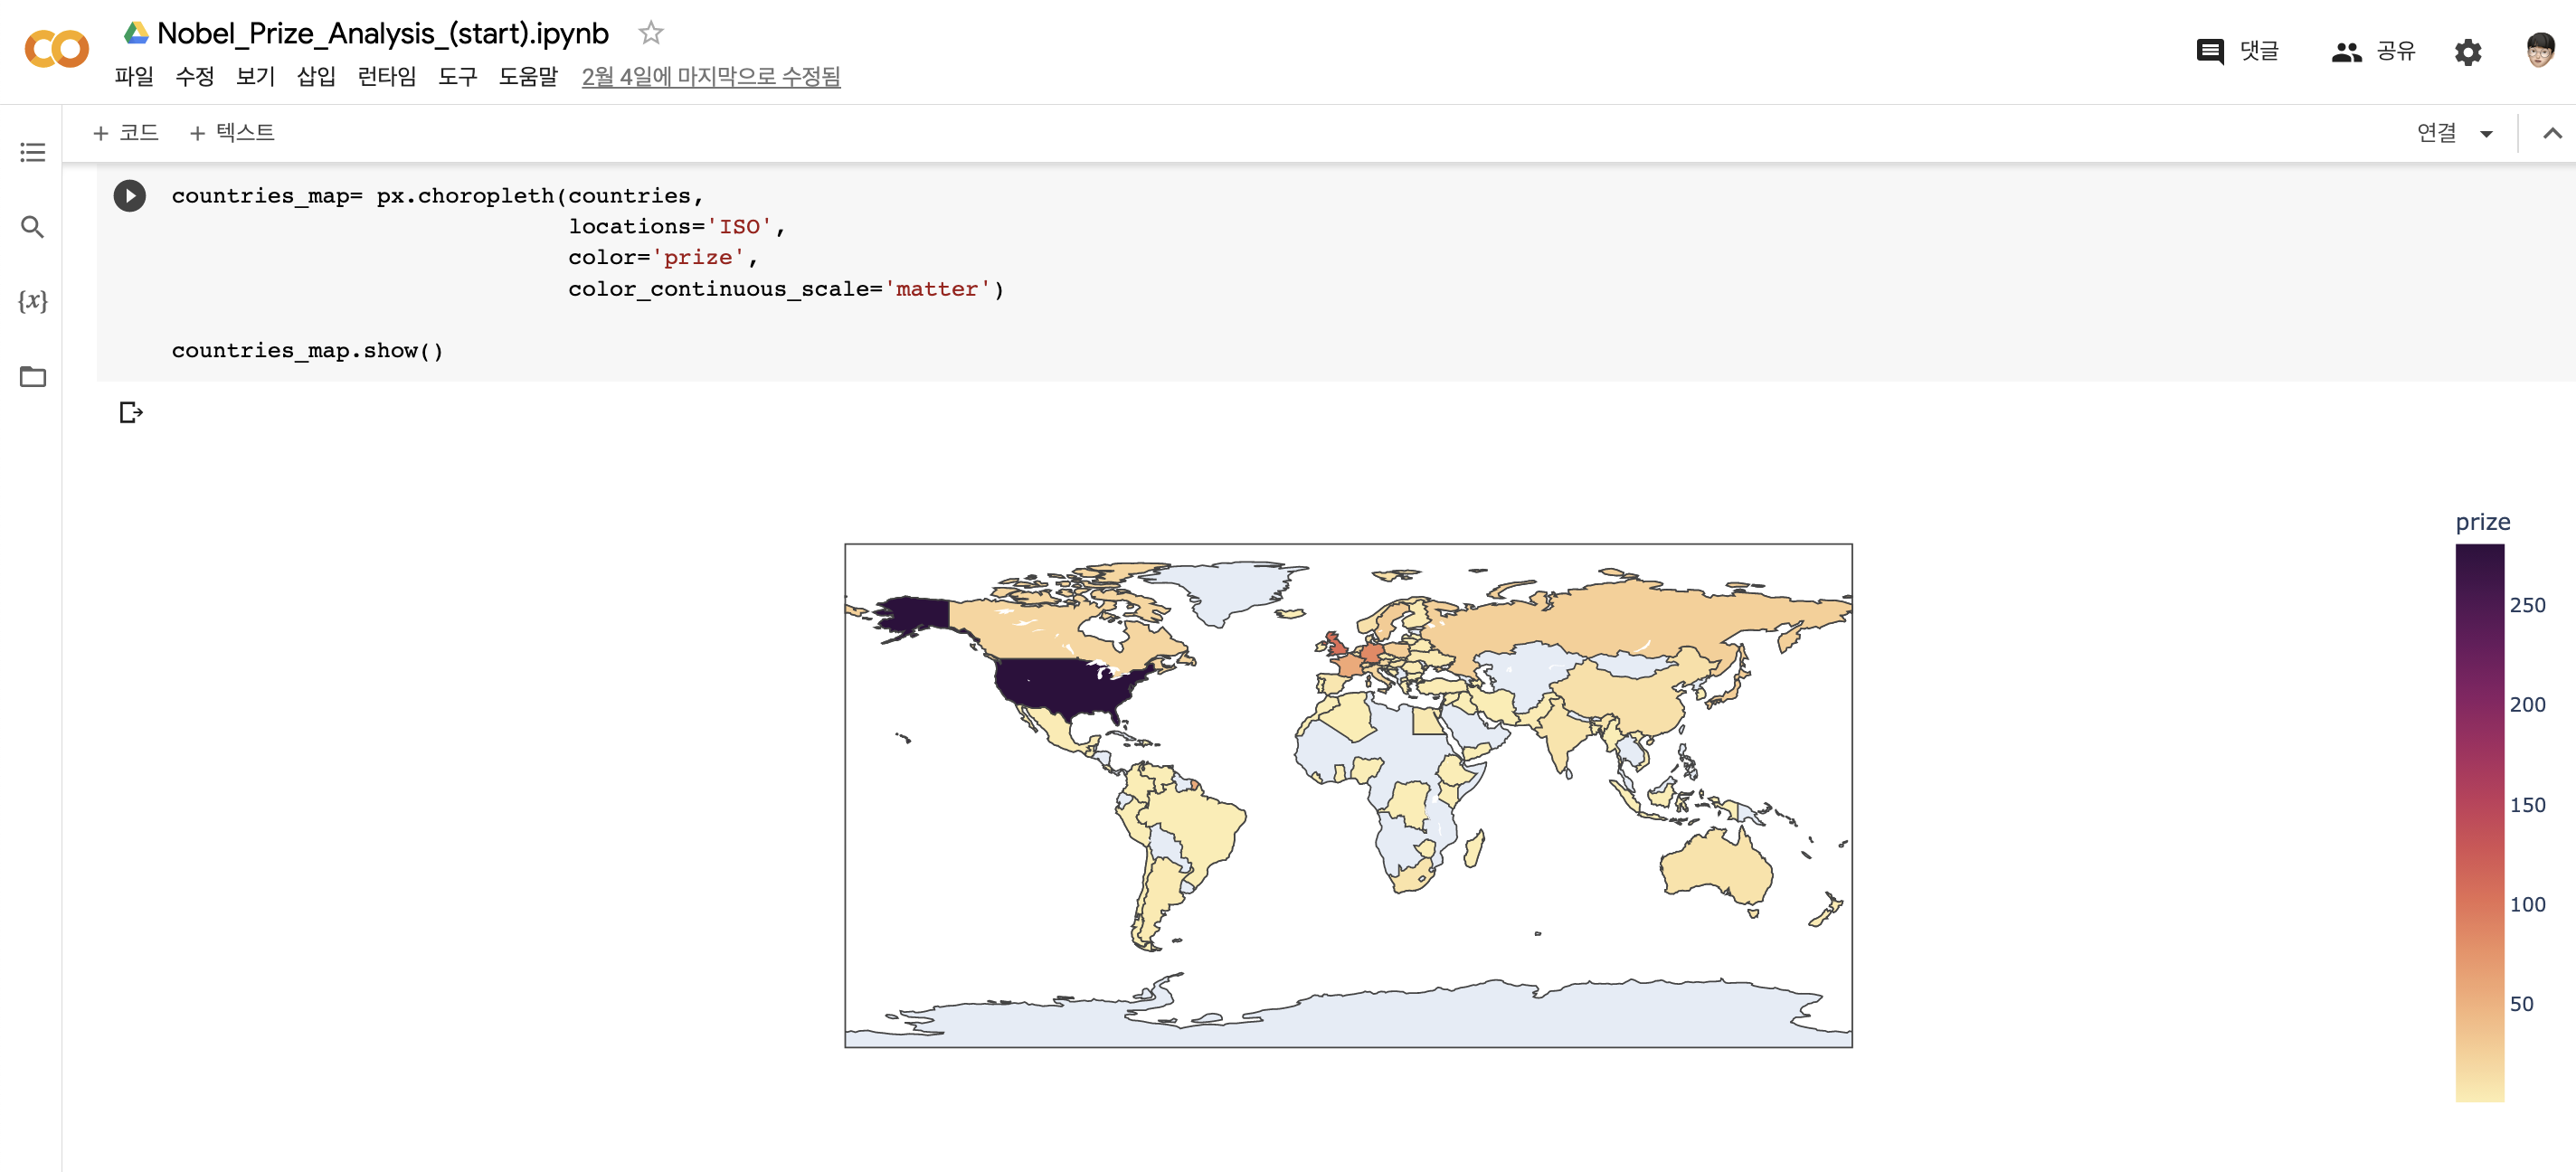 Nobel_Prize_Analysis_(start).ipynb
댓글
공유
파일 수정 보기 삽입 런타임 도구 도움말 2월 4일에 마지막으로 수정됨
+ 코드 + 텍스트
연결
{x}
countries_map= px.choropleth(countries,
locations='ISO',
color='prize',
color_continuous_scale='matter')
countries_map.show()
prize
250
200
150
100
50